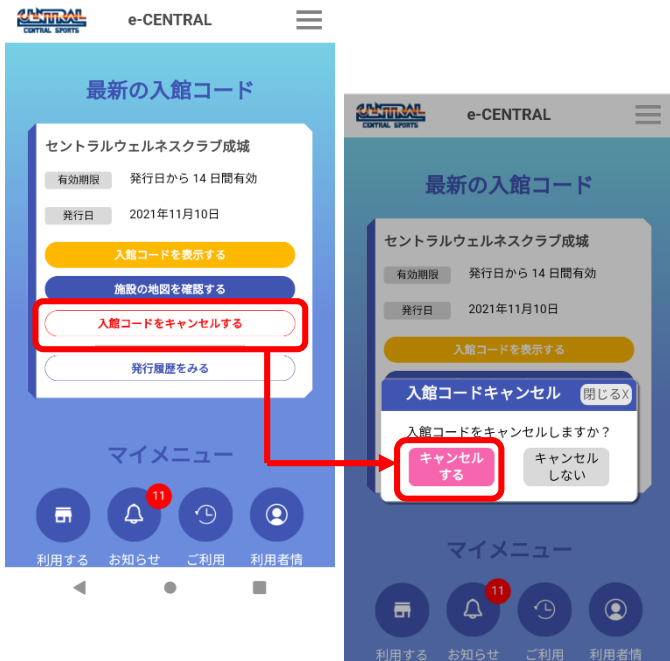 CENTRAL
CENTRAL SPORTS
e-CENTRAL
最新の入館コード
セントラルウェルネスクラブ成城
有効期限 発行日から 14 日間有効
発行日 2021年11月10日
入館コードを表示する
施設の地図を確認する
入館コードをキャンセルする
発行履歴をみる
マイメニュー
11
利用する お知らせ ご利用 利用者情
CENTRAL
CENTRAL SPORTS
e-CENTRAL
最新の入館コード
セントラルウェルネスクラブ成城
有効期限 発行日から 14 日間有効
発行日 2021年11月10日
入館コードを表示する
入館コードキャンセル 閉じるX
入館コードをキャンセルしますか？
キャンセル
する
キャンセル
しない
マイメニュー
11
利用する お知らせ ご利用 利用者情